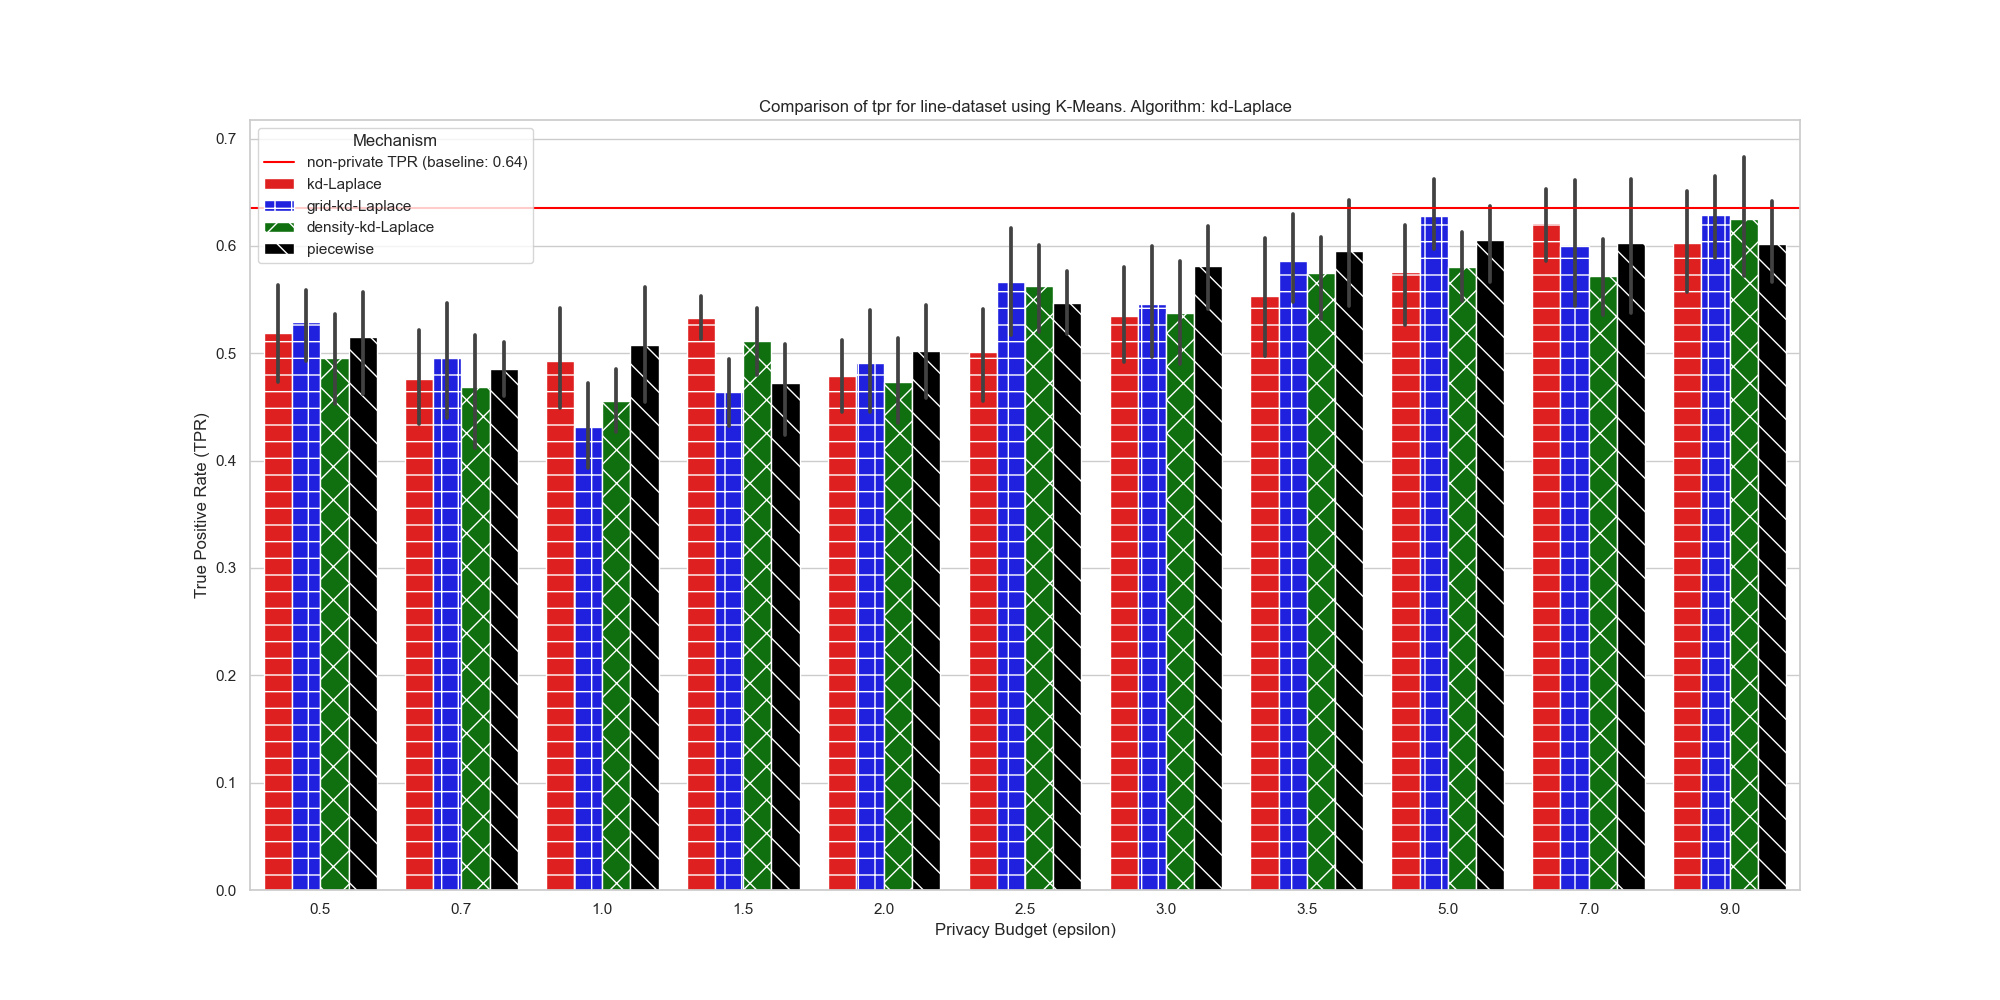 Comparison of tpr for line-dataset using K-Means. Algorithm: kd-Laplace
Mechanism
non-private TPR (baseline: 0.64)
kd-Laplace
grid-kd-Laplace
density-kd-Laplace
piecewise
True Positive Rate (TPR)
0.7
0.6
0.5
0.4
0.3
0.2
0.1
0.0
0.5 0.7 1.0 1.5 2.0 2.5 3.0 3.5 5.0 7.0 9.0
Privacy Budget (epsilon)